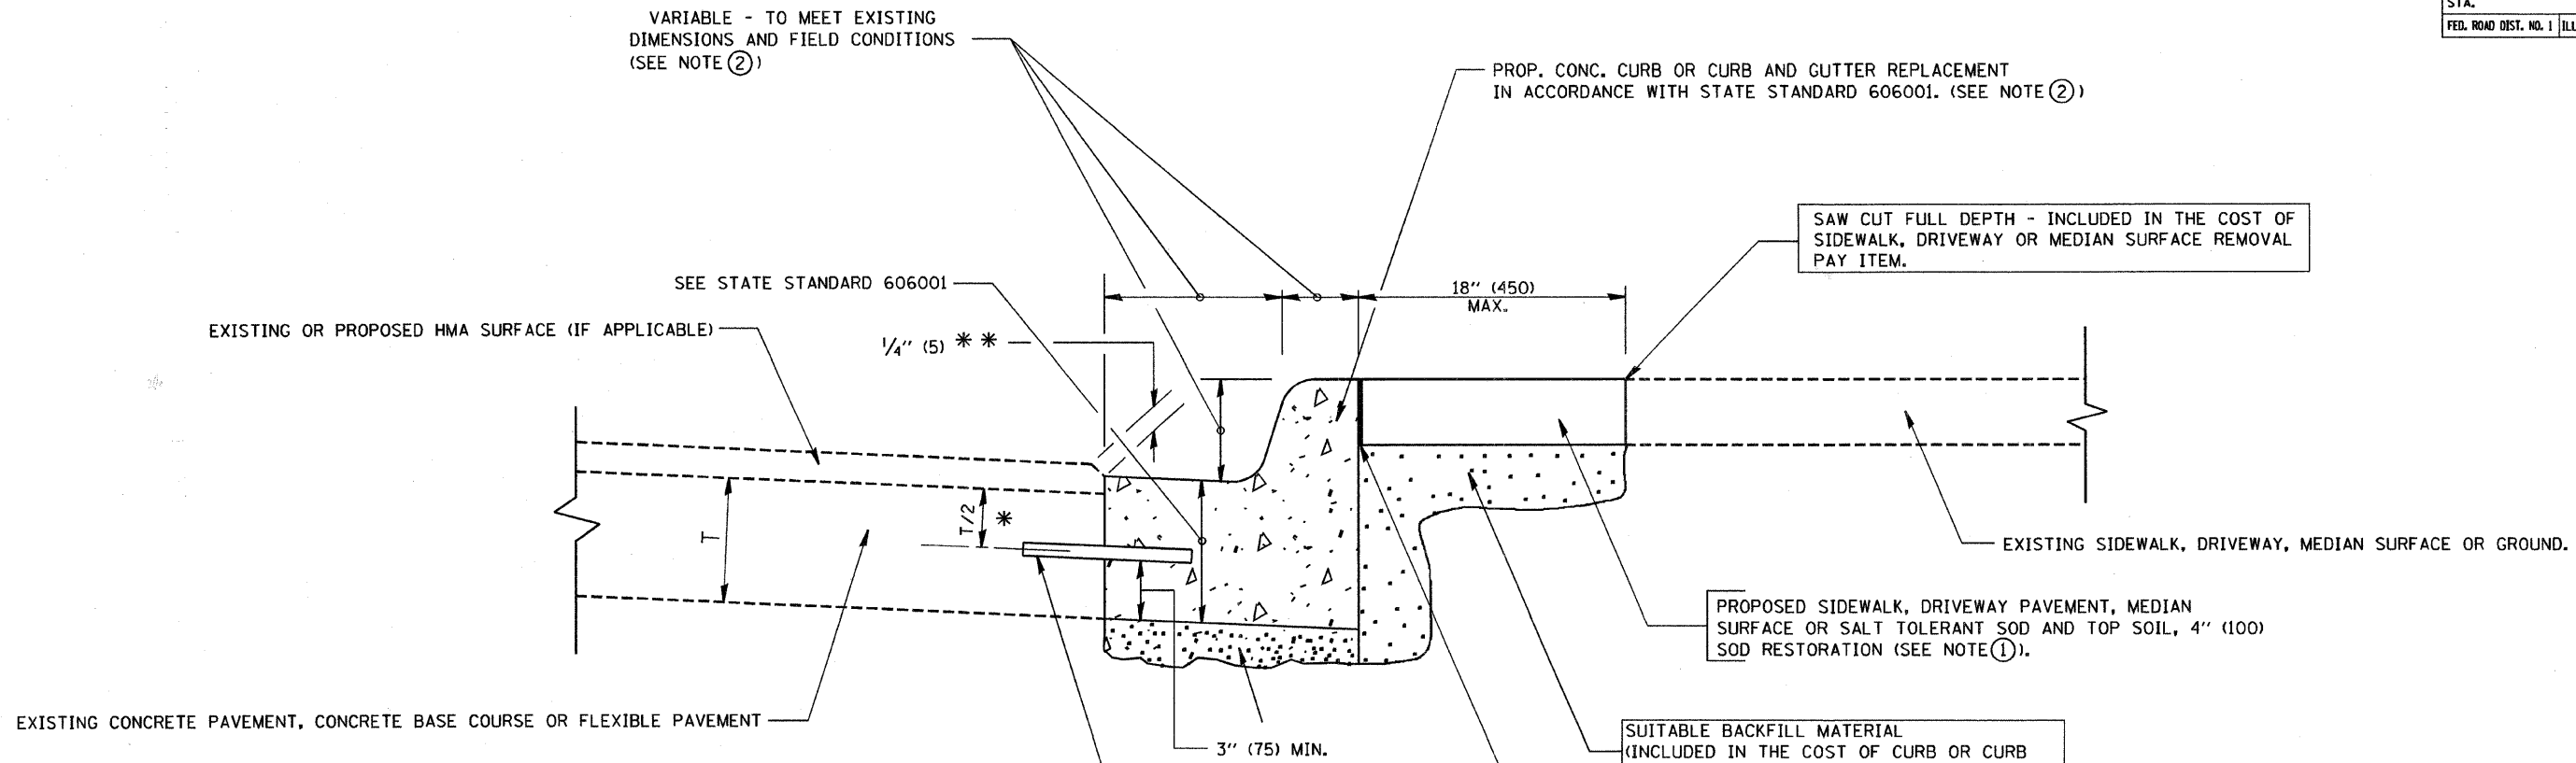 STA.
FED. ROAD DIST. NO. 1 ILL
VARIABLE - TO MEET EXISTING
DIMENSIONS AND FIELD CONDITIONS
(SEE NOTE 2)
PROP. CONC. CURB OR CURB AND GUTTER REPLACEMENT
IN ACCORDANCE WITH STATE STANDARD 606001. (SEE NOTE 2)
SAW CUT FULL DEPTH - INCLUDED IN THE COST OF
SIDEWALK, DRIVEWAY OR MEDIAN SURFACE REMOVAL
PAY ITEM.
SEE STATE STANDARD 606001
18" (450)
MAX.
EXISTING OR PROPOSED HMA SURFACE (IF APPLICABLE)
1/4" (5) * *
T
T/2 *
EXISTING SIDEWALK, DRIVEWAY, MEDIAN SURFACE OR GROUND.
PROPOSED SIDEWALK, DRIVEWAY PAVEMENT, MEDIAN
SURFACE OR SALT TOLERANT SOD AND TOP SOIL, 4" (100)
SOD RESTORATION (SEE NOTE 1).
EXISTING CONCRETE PAVEMENT, CONCRETE BASE COURSE OR FLEXIBLE PAVEMENT
3" (75) MIN.
SUITABLE BACKFILL MATERIAL
(INCLUDED IN THE COST OF CURB OR CURB